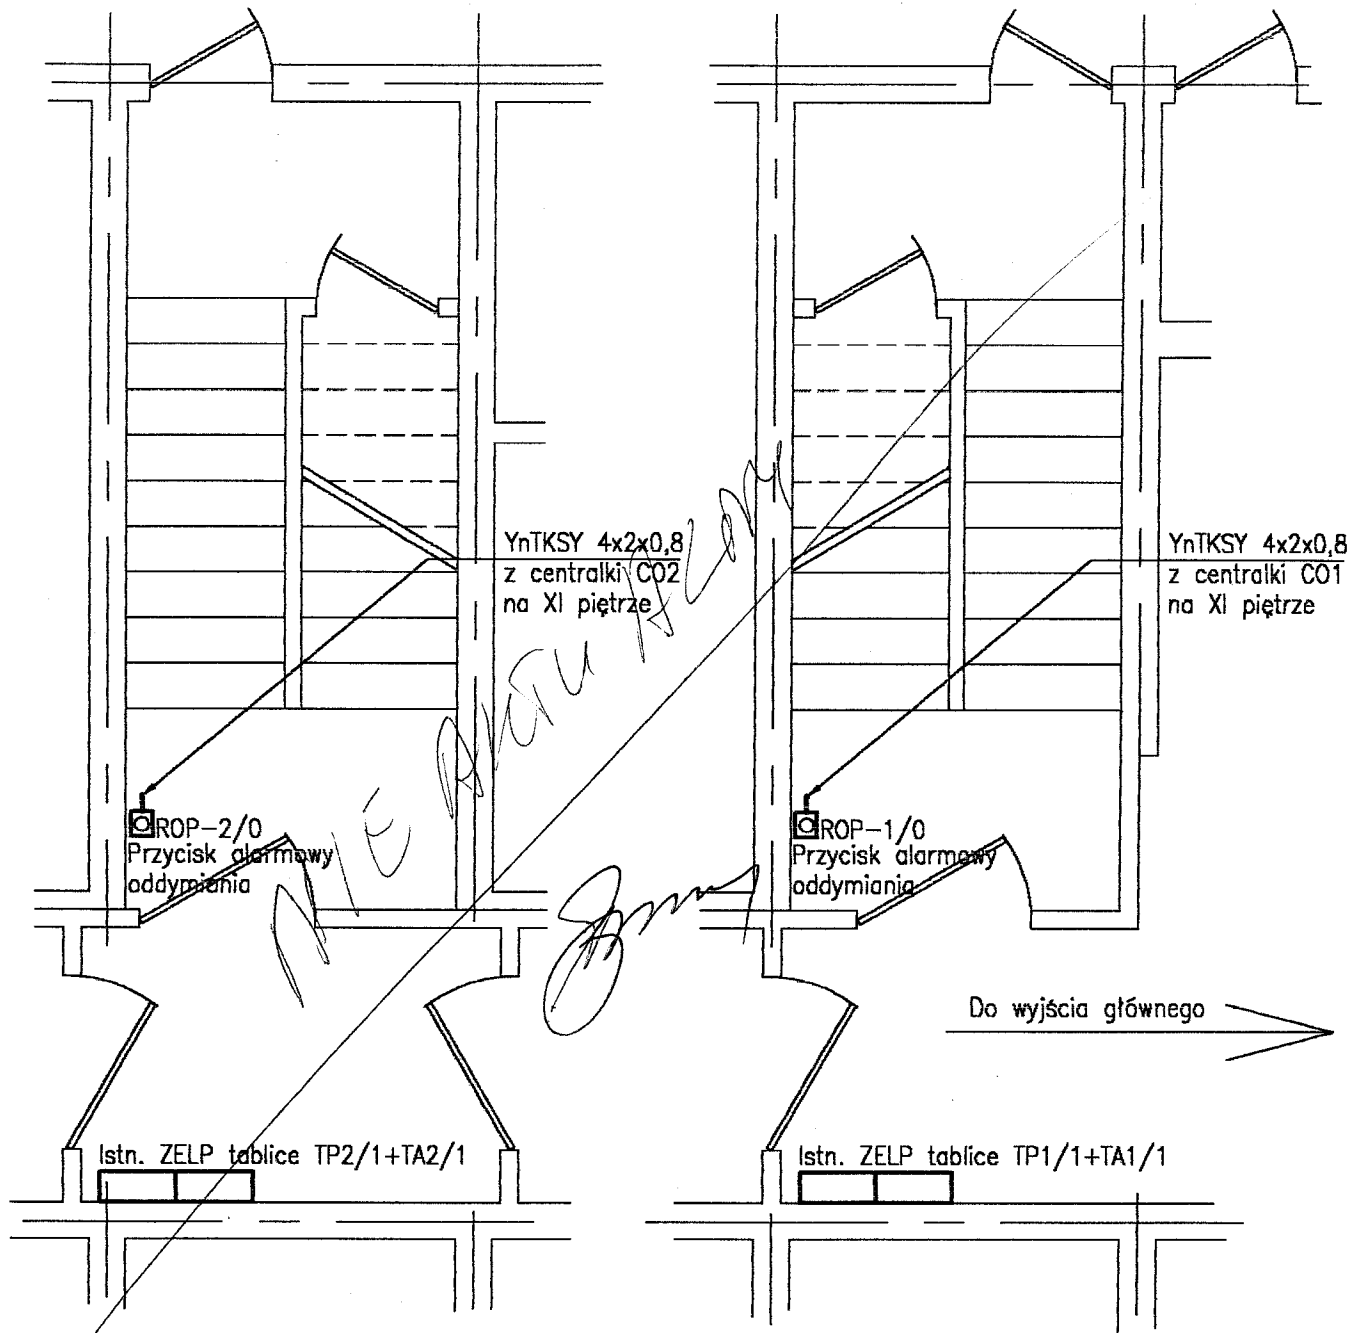 YnTKSY 4x2x0,8
z centralki CO2
na XI piętrze
YnTKSY 4x2x0,8
z centralki CO1
na XI piętrze
NIE AKTUALNY
ROP-2/0
Przycisk alarmowy
oddymiania
ROP-1/0
Przycisk alarmowy
oddymiania
Do wyjścia głównego
Istn. ZELP tablice TP2/1+TA2/1
Istn. ZELP tablice TP1/1+TA1/1